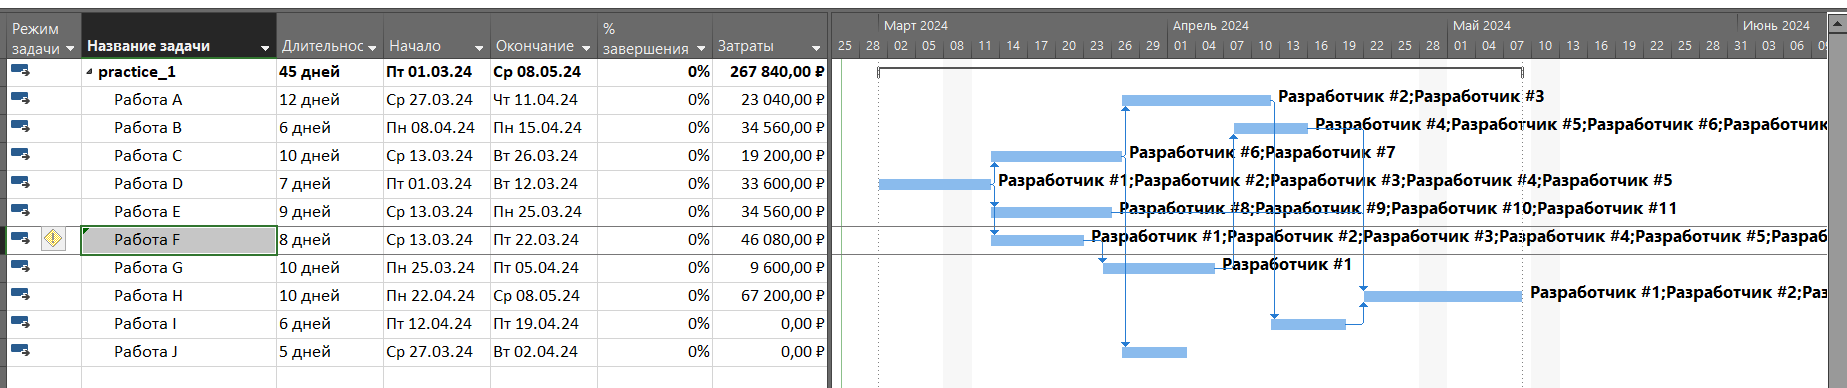 Режим задачи Название задачи Длительнос Начало Окончание % завершения Затраты
Март 2024 Апрель 2024 Май 2024 Июнь 2024
25 28 02 05 08 11 14 17 20 23 26 29 01 04 07 10 13 16 19 22 25 28 01 04 07 10 13 16 19 22 25 28 31 03 06 09
practice_1 45 дней Пт 01.03.24 Ср 08.05.24 0% 267 840,00 ₽
Работа A 12 дней Ср 27.03.24 Чт 11.04.24 0% 23 040,00 ₽ Разработчик #2;Разработчик #3
Работа B 6 дней Пн 08.04.24 Пн 15.04.24 0% 34 560,00 ₽ Разработчик #4;Разработчик #5;Разработчик #6;Разработчик
Работа C 10 дней Ср 13.03.24 Вт 26.03.24 0% 19 200,00 ₽ Разработчик #6;Разработчик #7
Работа D 7 дней Пт 01.03.24 Вт 12.03.24 0% 33 600,00 ₽ Разработчик #1;Разработчик #2;Разработчик #3;Разработчик #4;Разработчик #5
Работа E 9 дней Ср 13.03.24 Пн 25.03.24 0% 34 560,00 ₽ Разработчик #8;Разработчик #9;Разработчик #10;Разработчик #11
Работа F 8 дней Ср 13.03.24 Пт 22.03.24 0% 46 080,00 ₽ Разработчик #1;Разработчик #2;Разработчик #3;Разработчик #4;Разработчик #5;Разраб
Работа G 10 дней Пн 25.03.24 Пт 05.04.24 0% 9 600,00 ₽ Разработчик #1
Работа H 10 дней Пн 22.04.24 Ср 08.05.24 0% 67 200,00 ₽ Разработчик #1;Разработчик #2;Раз
Работа I 6 дней Пт 12.04.24 Пт 19.04.24 0% 0,00 ₽
Работа J 5 дней Ср 27.03.24 Вт 02.04.24 0% 0,00 ₽